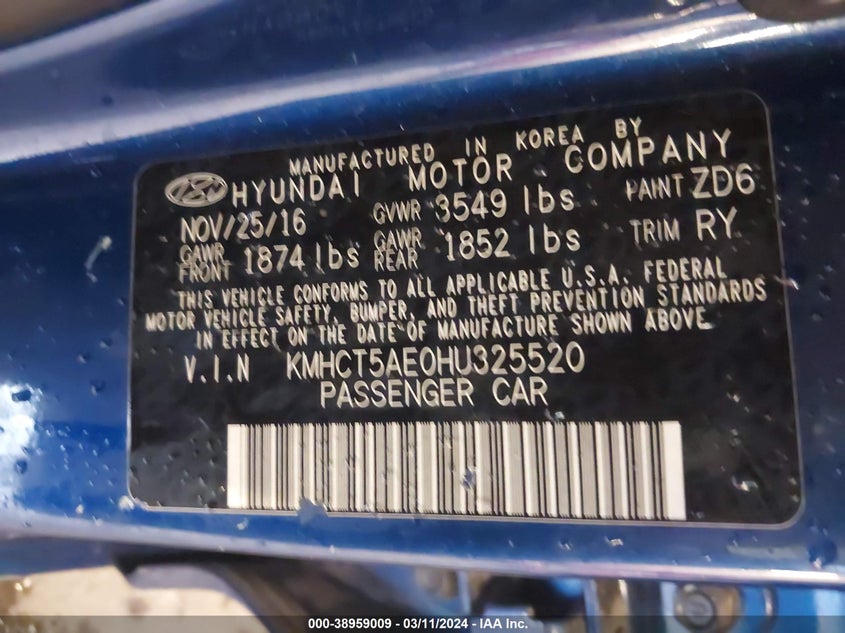 MANUFACTURED IN KOREA BY
HYUNDAI MOTOR COMPANY
NOV/25/16 GVWR 3549 lbs PAINT ZD6
GAWR FRONT 1874 lbs GAWR REAR 1852 lbs TRIM RY
THIS VEHICLE CONFORMS TO ALL APPLICABLE U.S.A. FEDERAL
MOTOR VEHICLE SAFETY, BUMPER, AND THEFT PREVENTION STANDARDS
IN EFFECT ON THE DATE OF MANUFACTURE SHOWN ABOVE.
V.I.N KMHCT5AE0HU325520
PASSENGER CAR
000-38959009 / 03/11/2024 - IAA Inc.